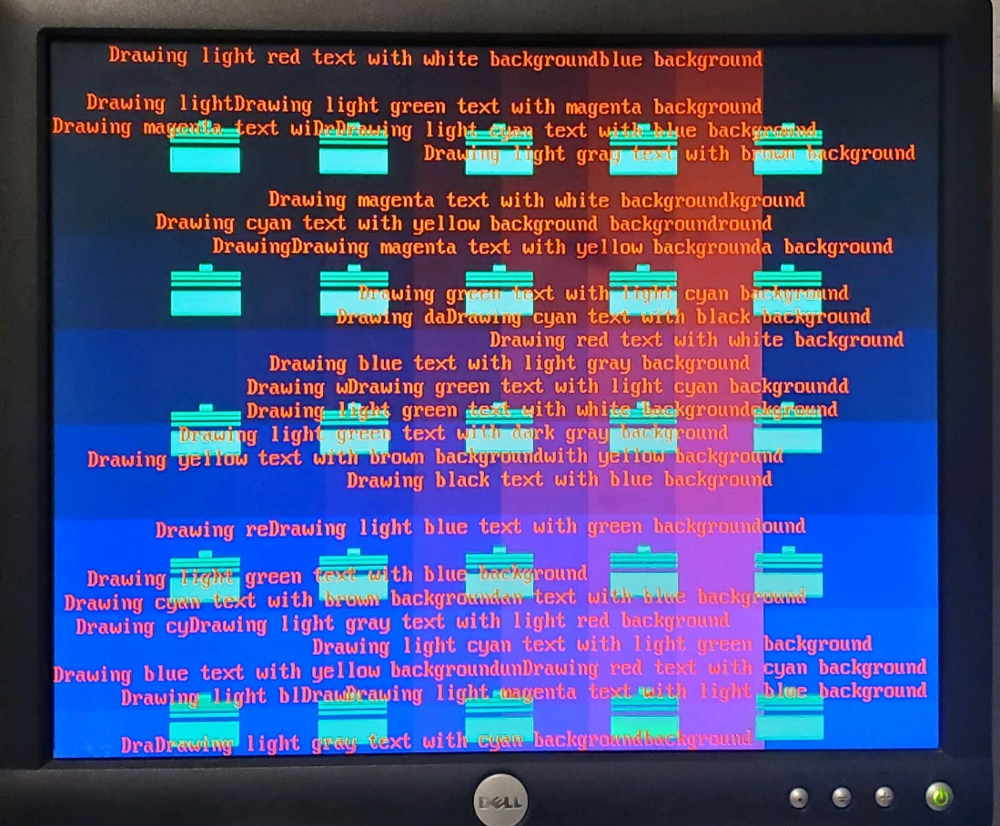 Drawing light red text with white backgroundblue background
Drawing lightDrawing light green text with magenta background
Drawing magenta text wiDrDrawing light cyan text with blue background
Drawing light gray text with brown background
Drawing magenta text with white backgroundkground
Drawing cyan text with yellow background backgroundround
DrawingDrawing magenta text with yellow backgrounda background
Drawing green text with light cyan background
Drawing daDrawing cyan text with black background
Drawing red text with white background
Drawing blue text with light gray background
Drawing wDrawing green text with light cyan backgroundd
Drawing light green text with white backgroundckground
Drawing light green text with dark gray background
Drawing yellow text with brown backgroundwith yellow background
Drawing black text with blue background
Drawing reDrawing light blue text with green backgroundound
Drawing light green text with blue background
Drawing cyan text with brown backgroundan text with blue background
Drawing cyDrawing light gray text with light red background
Drawing light cyan text with light green background
Drawing blue text with yellow backgroundunDrawing red text with cyan background
Drawing light blDrawDrawing light magenta text with light blue background
DraDrawing light gray text with cyan backgroundbackground
DELL